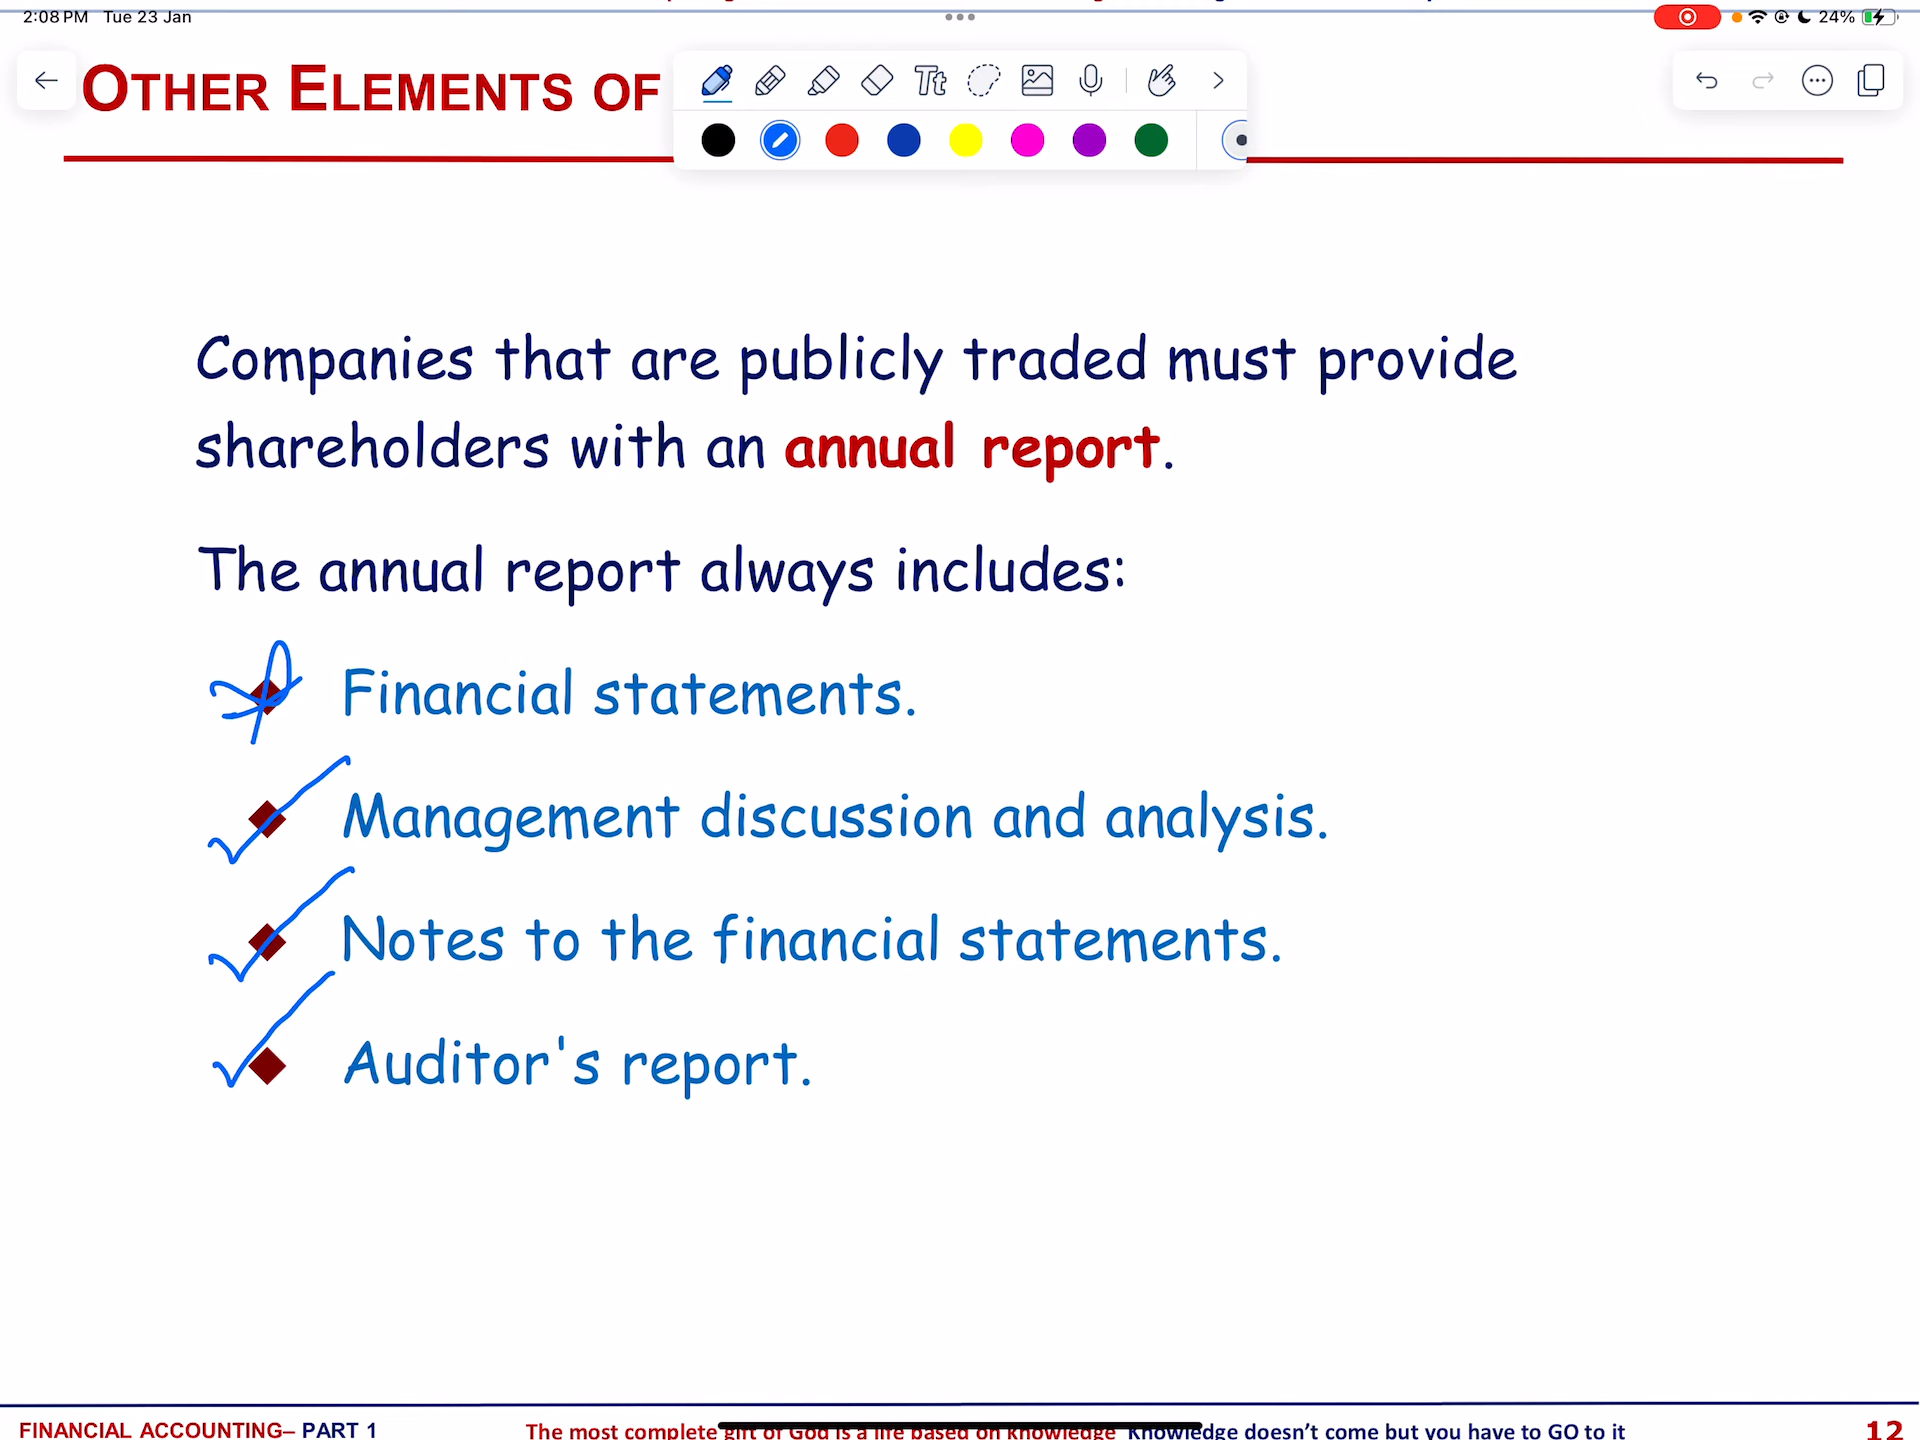 2:08 PM Tue 23 Jan
24%
OTHER ELEMENTS OF
Tt
Companies that are publicly traded must provide
shareholders with an annual report.
The annual report always includes:
Financial statements.
Management discussion and analysis.
Notes to the financial statements.
Auditor's report.
FINANCIAL ACCOUNTING– PART 1
The most complete gift of God is a life based on knowledge Knowledge doesn’t come but you have to GO to it
12